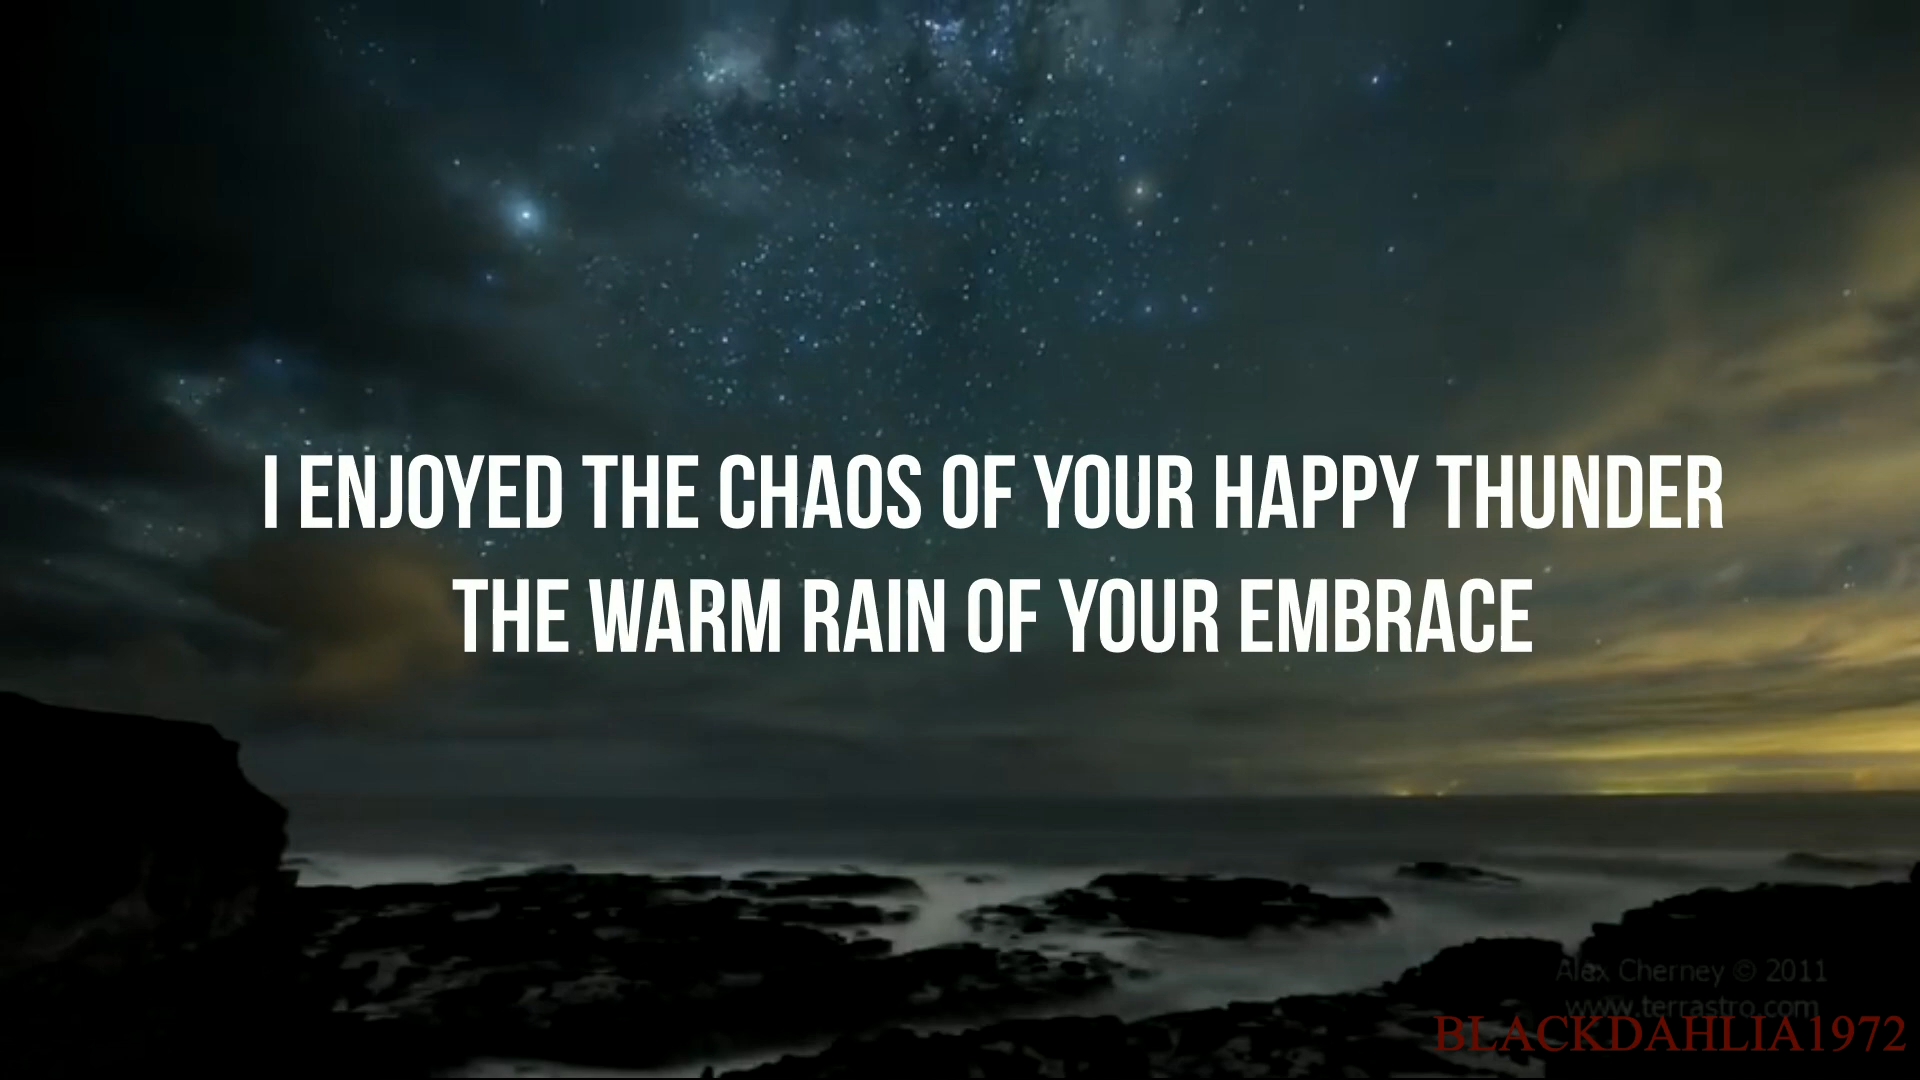 I ENJOYED THE CHAOS OF YOUR HAPPY THUNDER
THE WARM RAIN OF YOUR EMBRACE
Alex Cherney © 2011
www.terrastro.com
BLACKDAHLIA1972